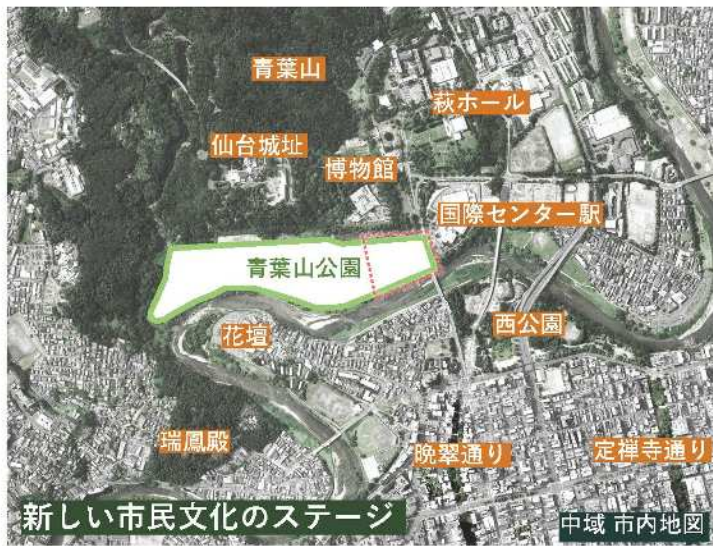 青葉山
萩ホール
仙台城址
博物館
国際センター駅
青葉山公園
花壇
西公園
瑞鳳殿
晩翠通り
定禅寺通り
新しい市民文化のステージ
中域 市内地図